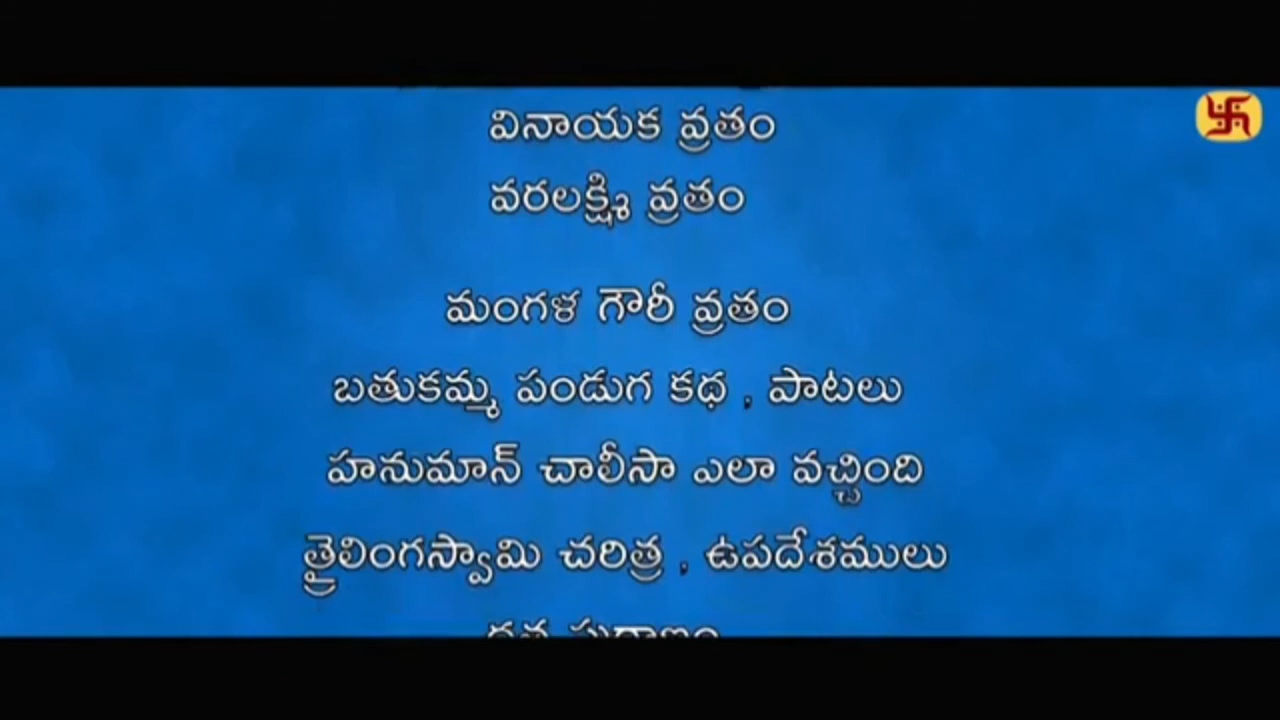 వినాయక వ్రతం
వరలక్ష్మి వ్రతం
మంగళ గౌరీ వ్రతం
బతుకమ్మ పండుగ కథ , పాటలు
హనుమాన్ చాలీసా ఎలా వచ్చింది
త్రైలింగస్వామి చరిత్ర , ఉపదేశములు